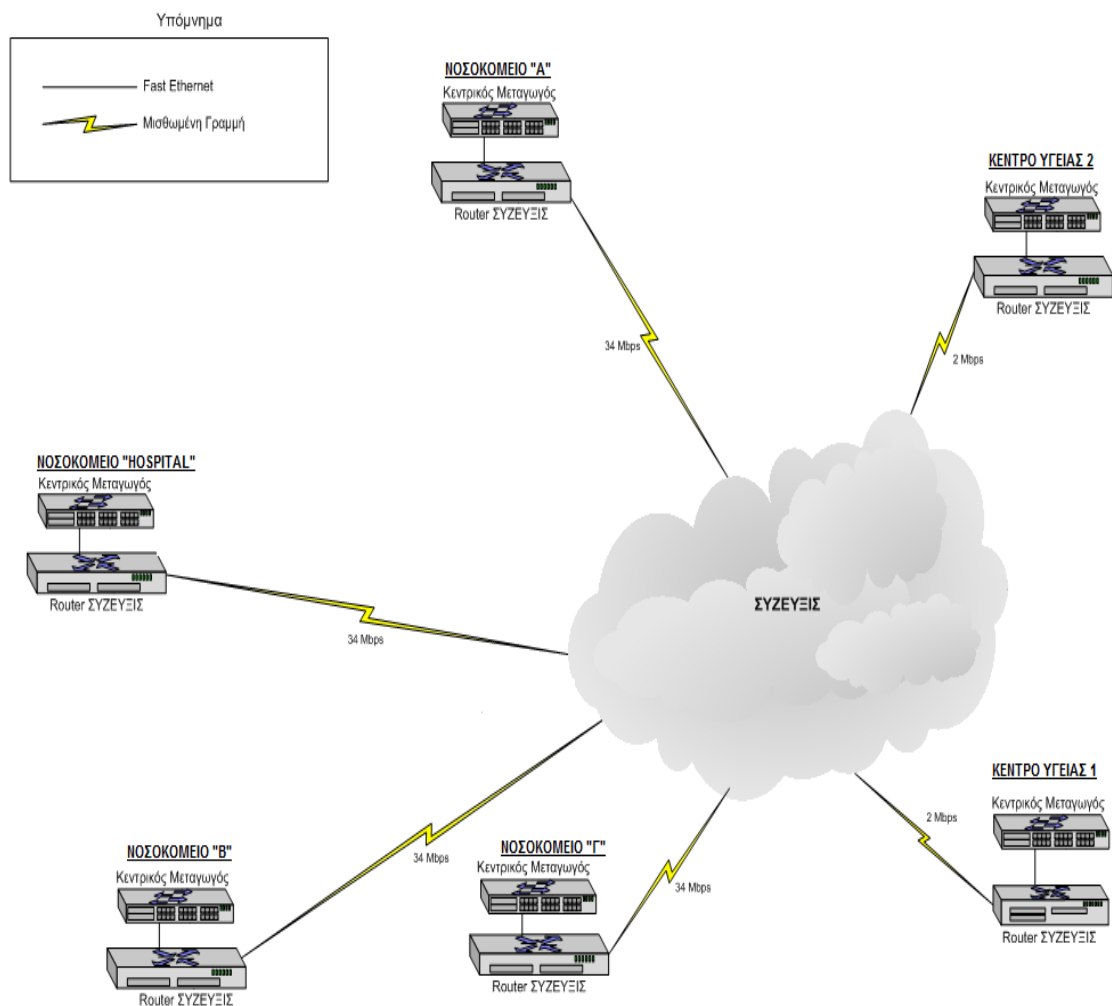 Υπόμνημα
Fast Ethernet
Μισθωμένη Γραμμή
ΝΟΣΟΚΟΜΕΙΟ "Α"
Κεντρικός Μεταγωγός
Router ΣΥΖΕΥΞΙΣ
34 Mbps
ΚΕΝΤΡΟ ΥΓΕΙΑΣ 2
Κεντρικός Μεταγωγός
Router ΣΥΖΕΥΞΙΣ
2 Mbps
ΝΟΣΟΚΟΜΕΙΟ "HOSPITAL"
Κεντρικός Μεταγωγός
Router ΣΥΖΕΥΞΙΣ
34 Mbps
ΣΥΖΕΥΞΙΣ
ΚΕΝΤΡΟ ΥΓΕΙΑΣ 1
Κεντρικός Μεταγωγός
2 Mbps
Router ΣΥΖΕΥΞΙΣ
ΝΟΣΟΚΟΜΕΙΟ "Β"
Κεντρικός Μεταγωγός
34 Mbps
Router ΣΥΖΕΥΞΙΣ
ΝΟΣΟΚΟΜΕΙΟ "Γ"
Κεντρικός Μεταγωγός
34 Mbps
Router ΣΥΖΕΥΞΙΣ